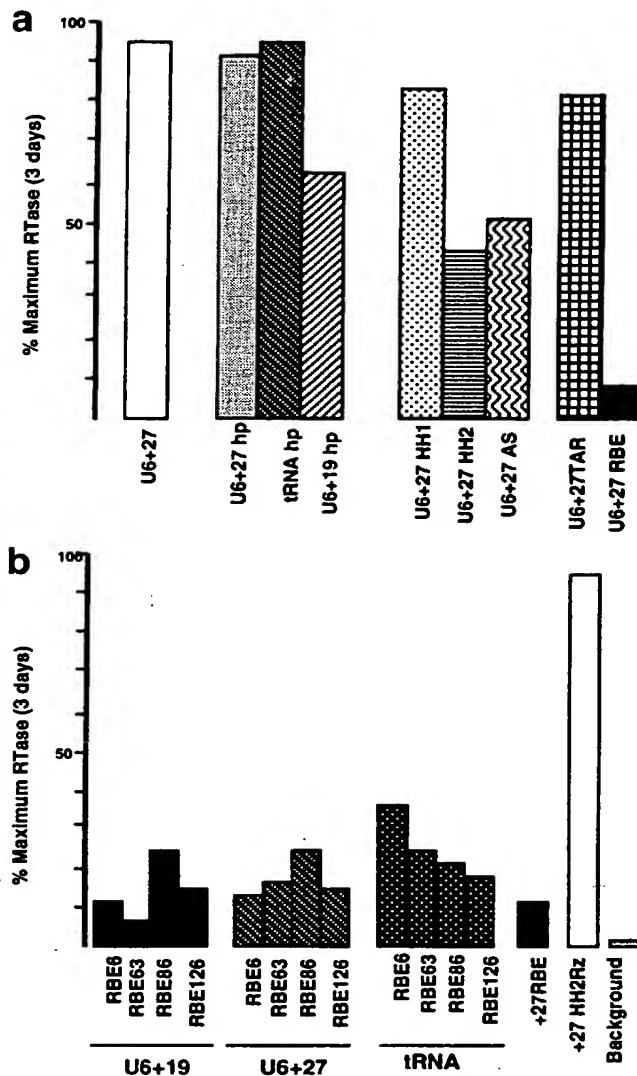 a
100
50
% Maximum RTase (3 days)
U6+27
U6+27 hp
tRNA hp
U6+19 hp
U6+27 HH1
U6+27 HH2
U6+27 AS
U6+27TAR
U6+27 RBE
b
100
50
% Maximum RTase (3 days)
RBE6
RBE63
RBE86
RBE126
U6+19
RBE6
RBE63
RBE86
RBE126
U6+27
RBE6
RBE63
RBE86
RBE126
tRNA
+27RBE
+27 HH2Rz
Background